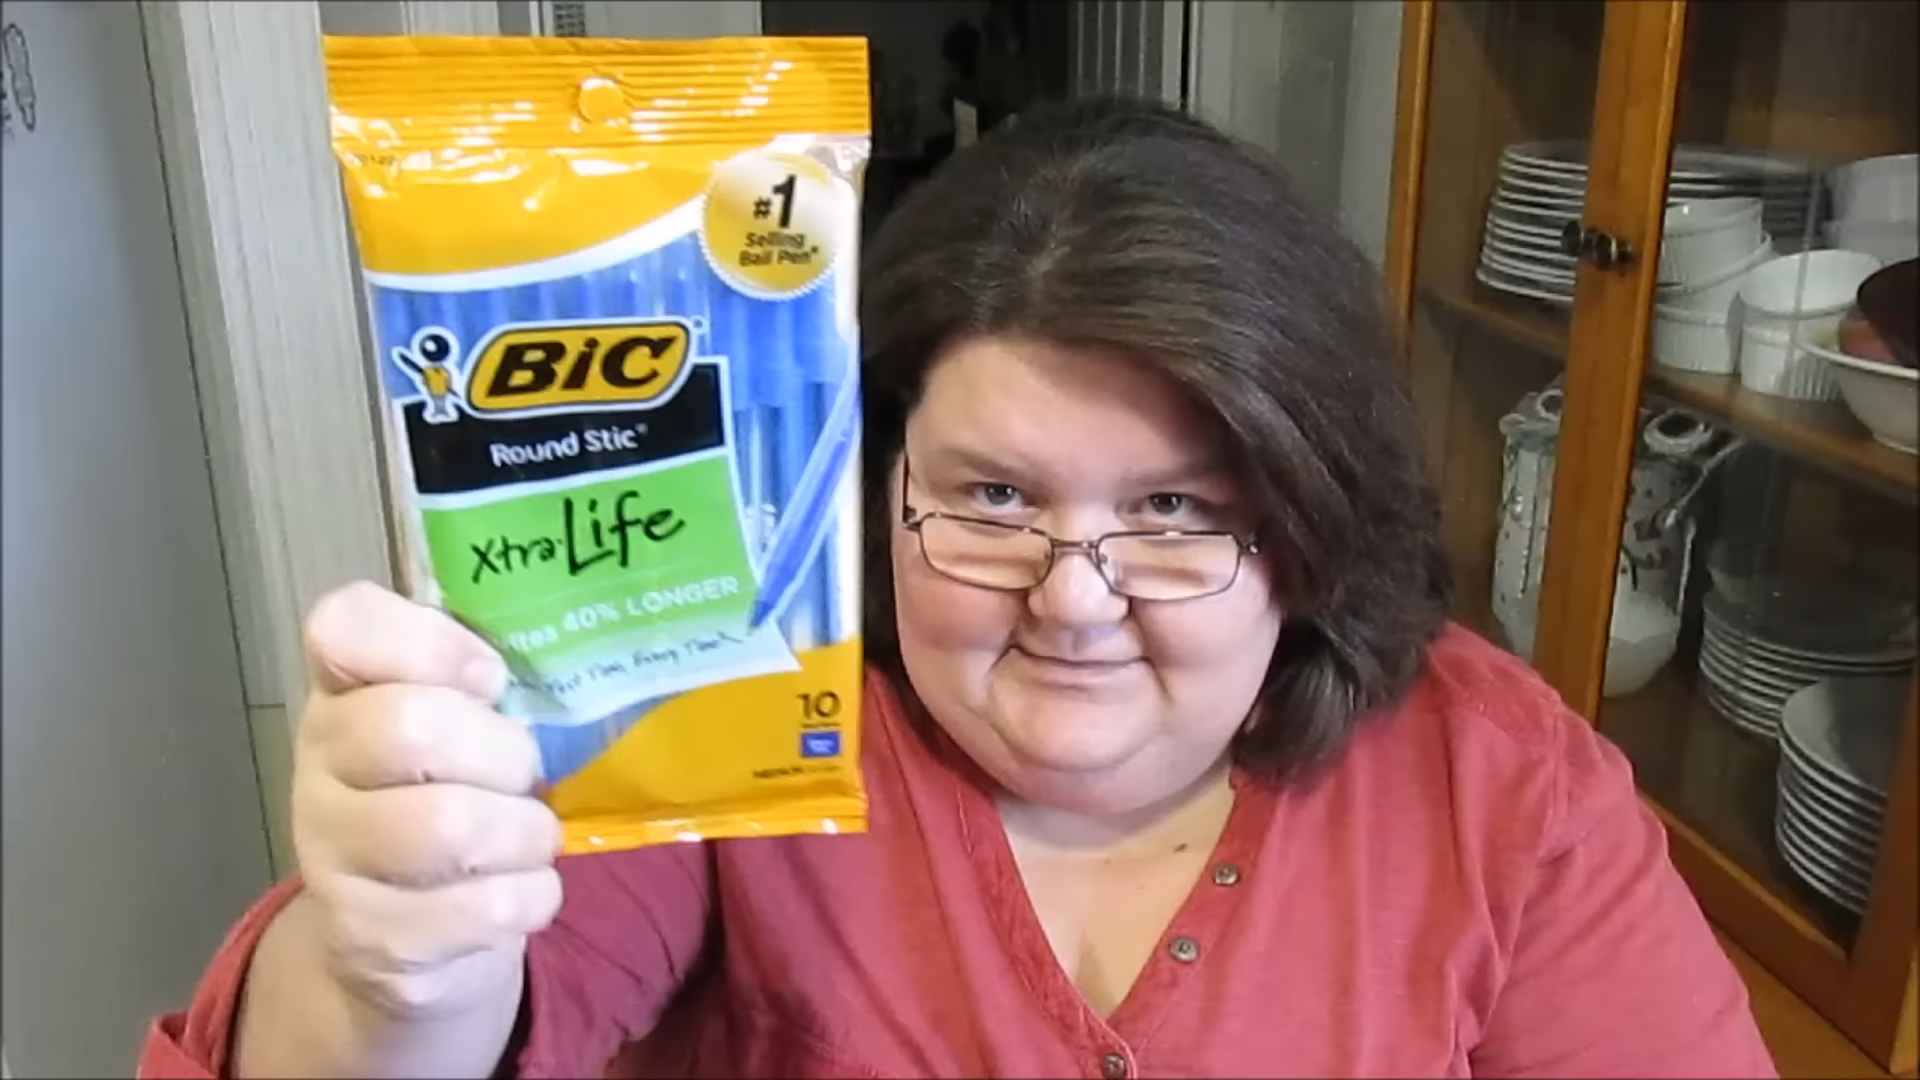 #1
Selling
Ball Pen*
BiC
Round Stic®
Xtra·Life
40% LONGER
10